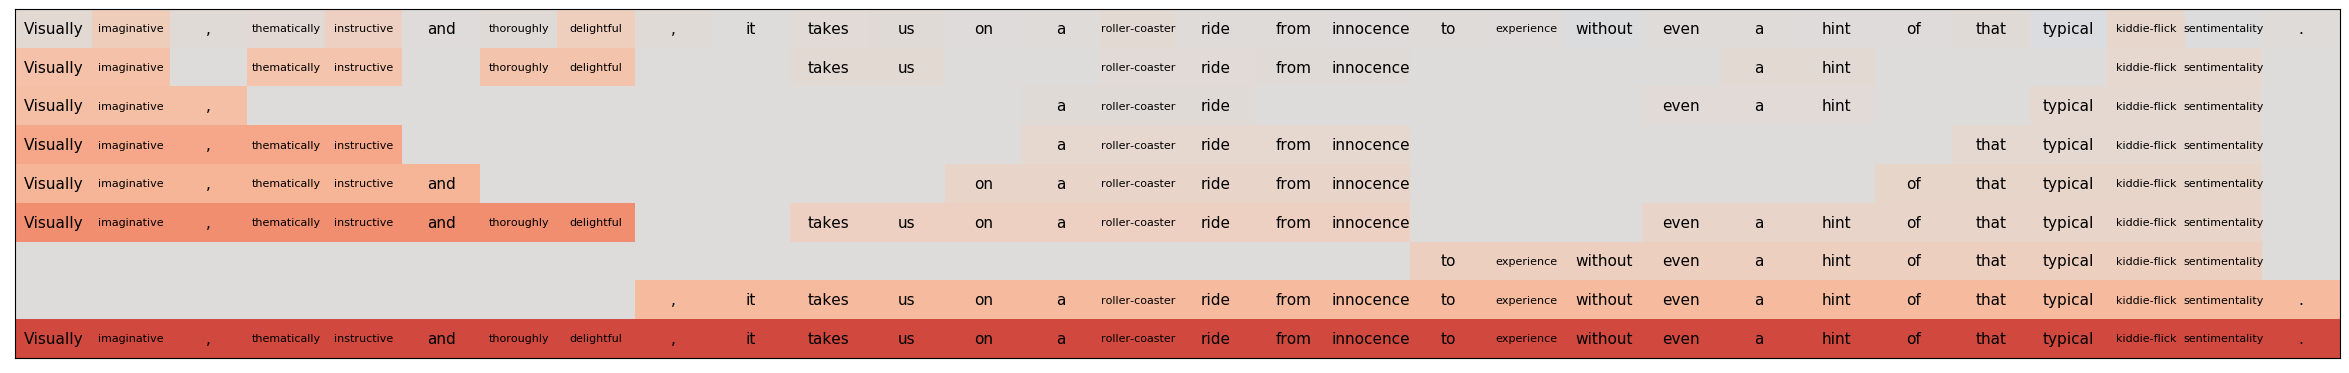 Visually imaginative , thematically instructive and thoroughly delightful , it takes us on a roller-coaster ride from innocence to experience without even a hint of that typical kiddie-flick sentimentality .
Visually imaginative thematically instructive thoroughly delightful takes us roller-coaster ride from innocence a hint kiddie-flick sentimentality
Visually imaginative , a roller-coaster ride even a hint typical kiddie-flick sentimentality
Visually imaginative , thematically instructive a roller-coaster ride from innocence that typical kiddie-flick sentimentality
Visually imaginative , thematically instructive and on a roller-coaster ride from innocence of that typical kiddie-flick sentimentality
Visually imaginative , thematically instructive and thoroughly delightful takes us on a roller-coaster ride from innocence even a hint of that typical kiddie-flick sentimentality
to experience without even a hint of that typical kiddie-flick sentimentality
, it takes us on a roller-coaster ride from innocence to experience without even a hint of that typical kiddie-flick sentimentality .
Visually imaginative , thematically instructive and thoroughly delightful , it takes us on a roller-coaster ride from innocence to experience without even a hint of that typical kiddie-flick sentimentality .